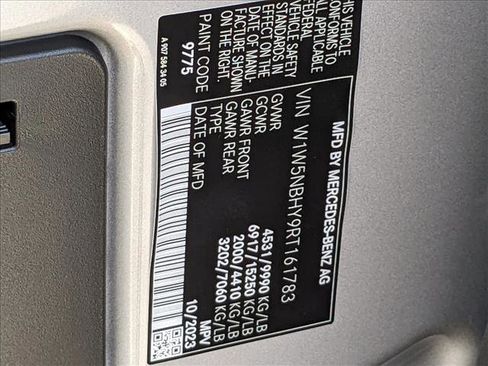 MFD BY MERCEDES-BENZ AG
VIN W1W5NBHY9RT161783
GVWR 4531/9990 KG/LB
GCWR 6917/15250 KG/LB
GAWR FRONT 2000/4410 KG/LB
GAWR REAR 3202/7060 KG/LB
TYPE MPV
DATE OF MFD 10/2023
THIS VEHICLE
CONFORMS TO
ALL APPLICABLE
FEDERAL
VEHICLE SAFETY
STANDARDS IN
EFFECT ON THE
DATE OF MANU-
FACTURE SHOWN
ON THE RIGHT.
PAINT CODE
9775
A 907 584 34 05